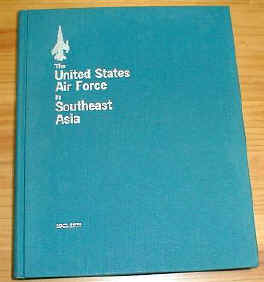 The
United States
Air Force
in
Southeast
Asia